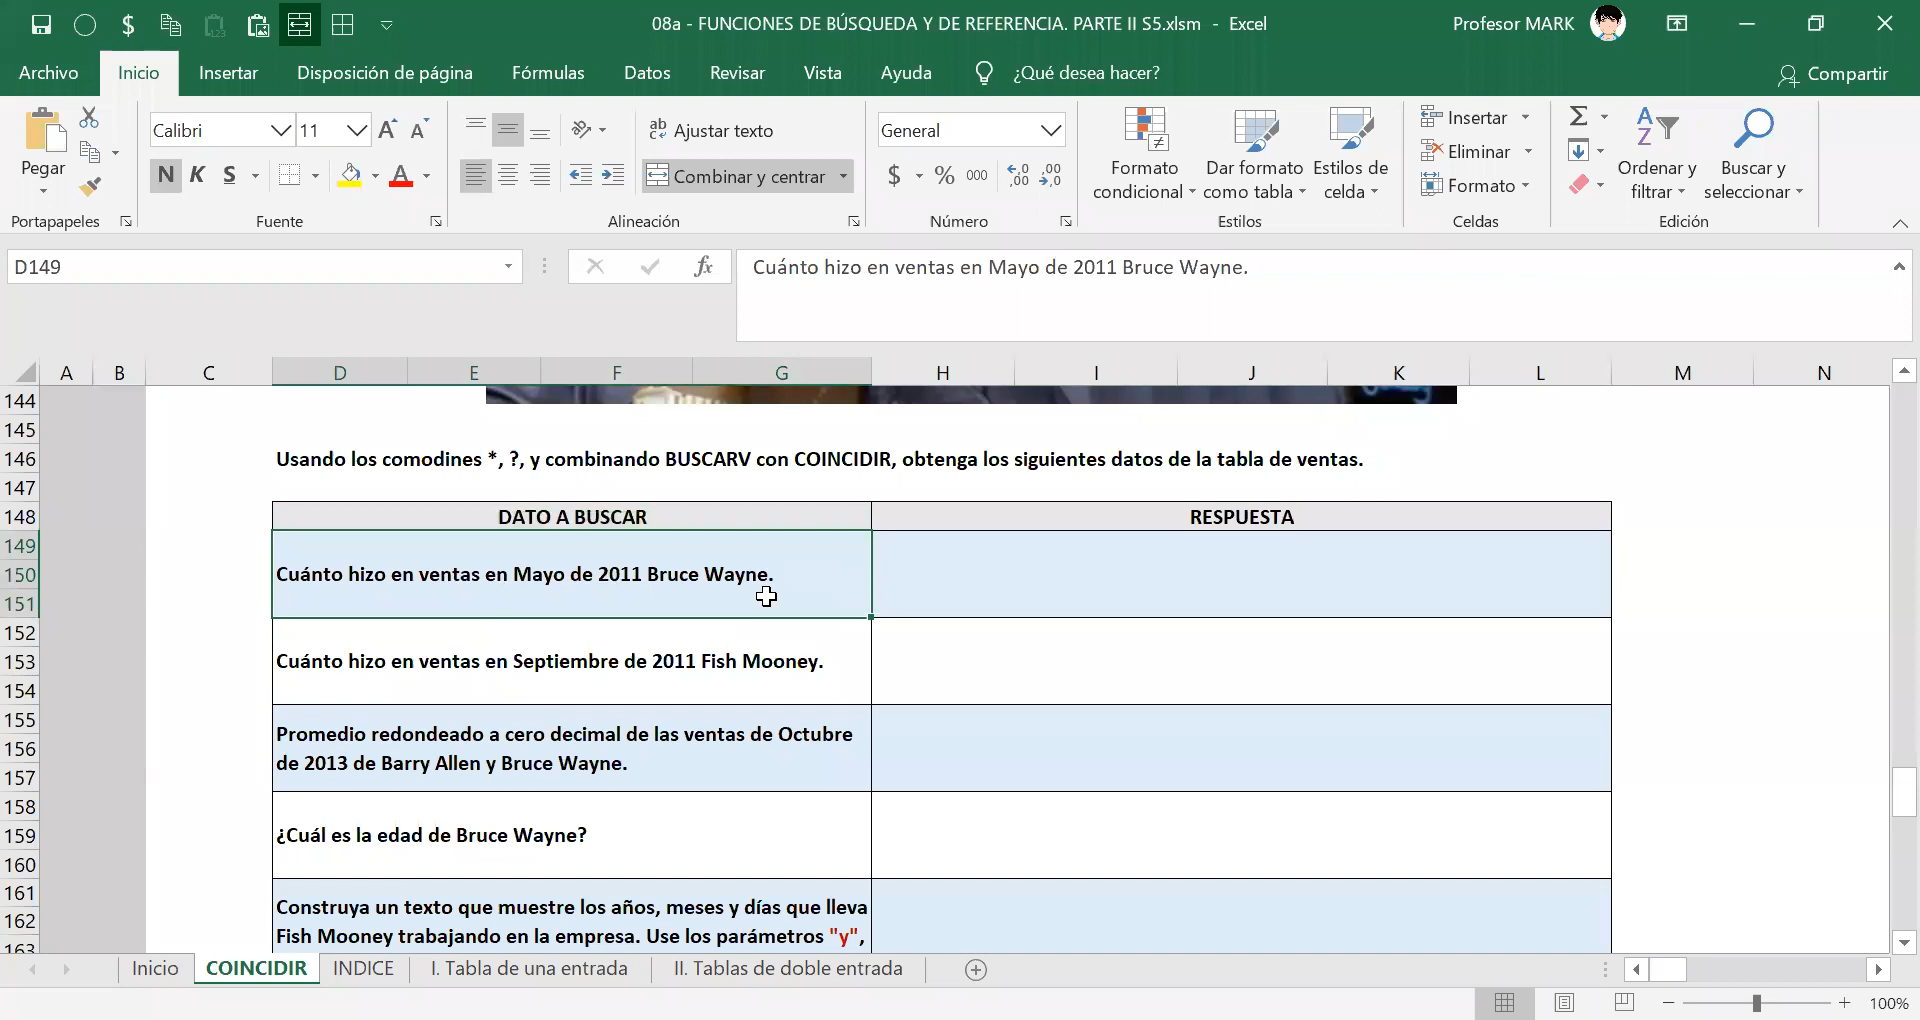 08a - FUNCIONES DE BÚSQUEDA Y DE REFERENCIA. PARTE II S5.xlsm - Excel
Profesor MARK
Archivo Inicio Insertar Disposición de página Fórmulas Datos Revisar Vista Ayuda ¿Qué desea hacer? Compartir
Pegar
Calibri 11
N K S
Ajustar texto
Combinar y centrar
General
$ % 000
Formato condicional
Dar formato como tabla
Estilos de celda
Insertar
Eliminar
Formato
Ordenar y filtrar
Buscar y seleccionar
Portapapeles Fuente Alineación Número Estilos Celdas Edición
D149
fx
Cuánto hizo en ventas en Mayo de 2011 Bruce Wayne.
A B C D E F G H I J K L M N
144
145
146 Usando los comodines *, ?, y combinando BUSCARV con COINCIDIR, obtenga los siguientes datos de la tabla de ventas.
147
148 DATO A BUSCAR RESPUESTA
149
150 Cuánto hizo en ventas en Mayo de 2011 Bruce Wayne.
151
152
153 Cuánto hizo en ventas en Septiembre de 2011 Fish Mooney.
154
155
156 Promedio redondeado a cero decimal de las ventas de Octubre
157 de 2013 de Barry Allen y Bruce Wayne.
158
159 ¿Cuál es la edad de Bruce Wayne?
160
161 Construya un texto que muestre los años, meses y días que lleva
162 Fish Mooney trabajando en la empresa. Use los parámetros "y",
163
Inicio COINCIDIR INDICE I. Tabla de una entrada II. Tablas de doble entrada
100%